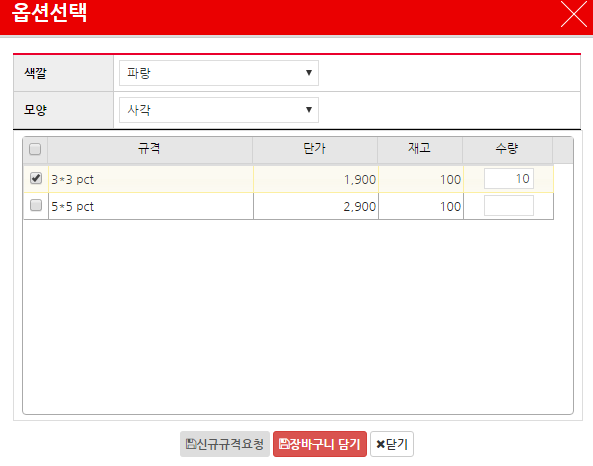 옵션선택
색깔 파랑
모양 사각
규격 단가 재고 수량
3*3 pct 1,900 100 10
5*5 pct 2,900 100
신규규격요청 장바구니 담기 닫기